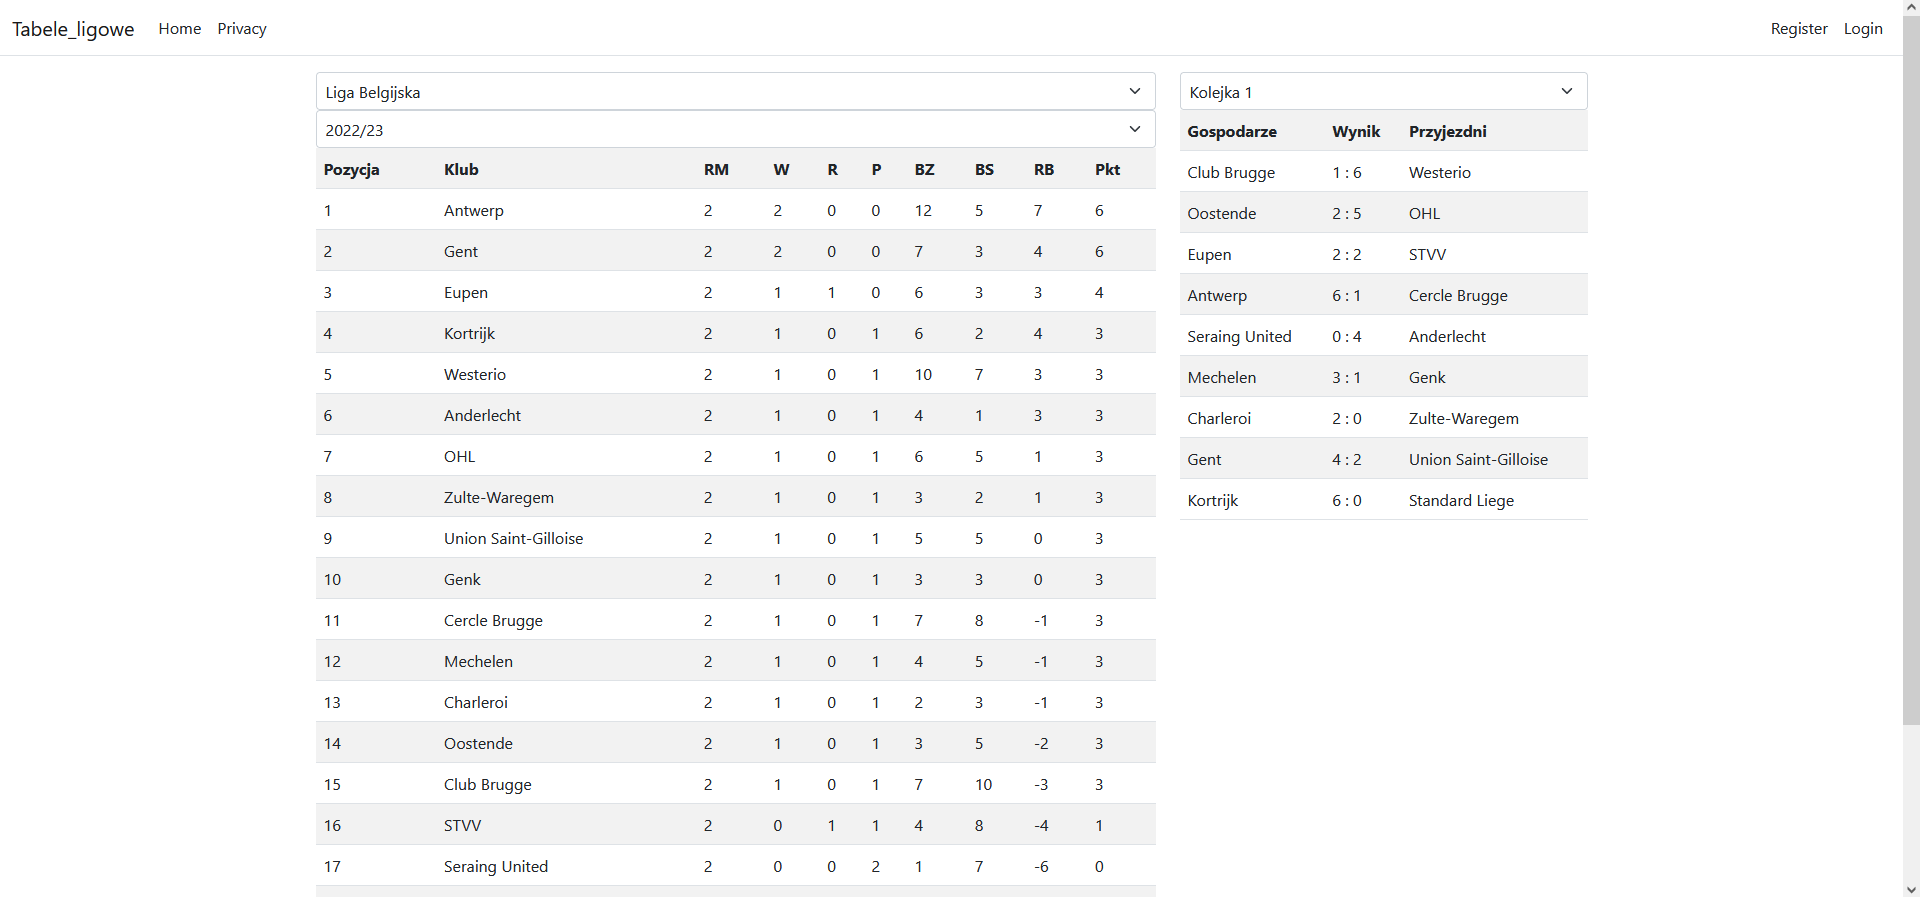 Tabele_ligowe Home Privacy Register Login
Liga Belgijska
2022/23
Pozycja Klub RM W R P BZ BS RB Pkt
1 Antwerp 2 2 0 0 12 5 7 6
2 Gent 2 2 0 0 7 3 4 6
3 Eupen 2 1 1 0 6 3 3 4
4 Kortrijk 2 1 0 1 6 2 4 3
5 Westerio 2 1 0 1 10 7 3 3
6 Anderlecht 2 1 0 1 4 1 3 3
7 OHL 2 1 0 1 6 5 1 3
8 Zulte-Waregem 2 1 0 1 3 2 1 3
9 Union Saint-Gilloise 2 1 0 1 5 5 0 3
10 Genk 2 1 0 1 3 3 0 3
11 Cercle Brugge 2 1 0 1 7 8 -1 3
12 Mechelen 2 1 0 1 4 5 -1 3
13 Charleroi 2 1 0 1 2 3 -1 3
14 Oostende 2 1 0 1 3 5 -2 3
15 Club Brugge 2 1 0 1 7 10 -3 3
16 STVV 2 0 1 1 4 8 -4 1
17 Seraing United 2 0 0 2 1 7 -6 0
Kolejka 1
Gospodarze Wynik Przyjezdni
Club Brugge 1 : 6 Westerio
Oostende 2 : 5 OHL
Eupen 2 : 2 STVV
Antwerp 6 : 1 Cercle Brugge
Seraing United 0 : 4 Anderlecht
Mechelen 3 : 1 Genk
Charleroi 2 : 0 Zulte-Waregem
Gent 4 : 2 Union Saint-Gilloise
Kortrijk 6 : 0 Standard Liege